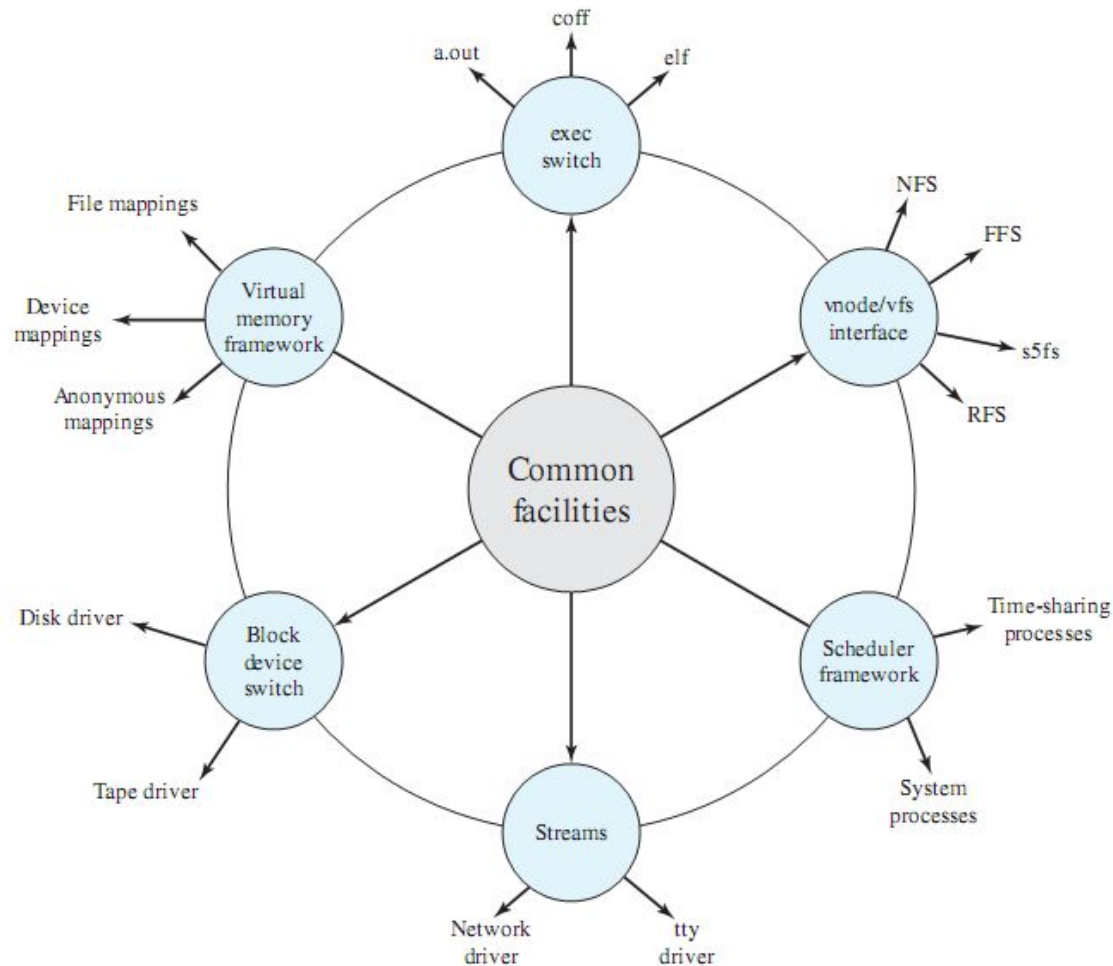 coff
a.out
elf
exec
switch
NFS
File mappings
FFS
Virtual
memory
framework
vnode/vfs
interface
Device
mappings
s5fs
Anonymous
mappings
RFS
Common
facilities
Disk driver
Block
device
switch
Time-sharing
processes
Scheduler
framework
Tape driver
System
processes
Streams
Network
driver
tty
driver